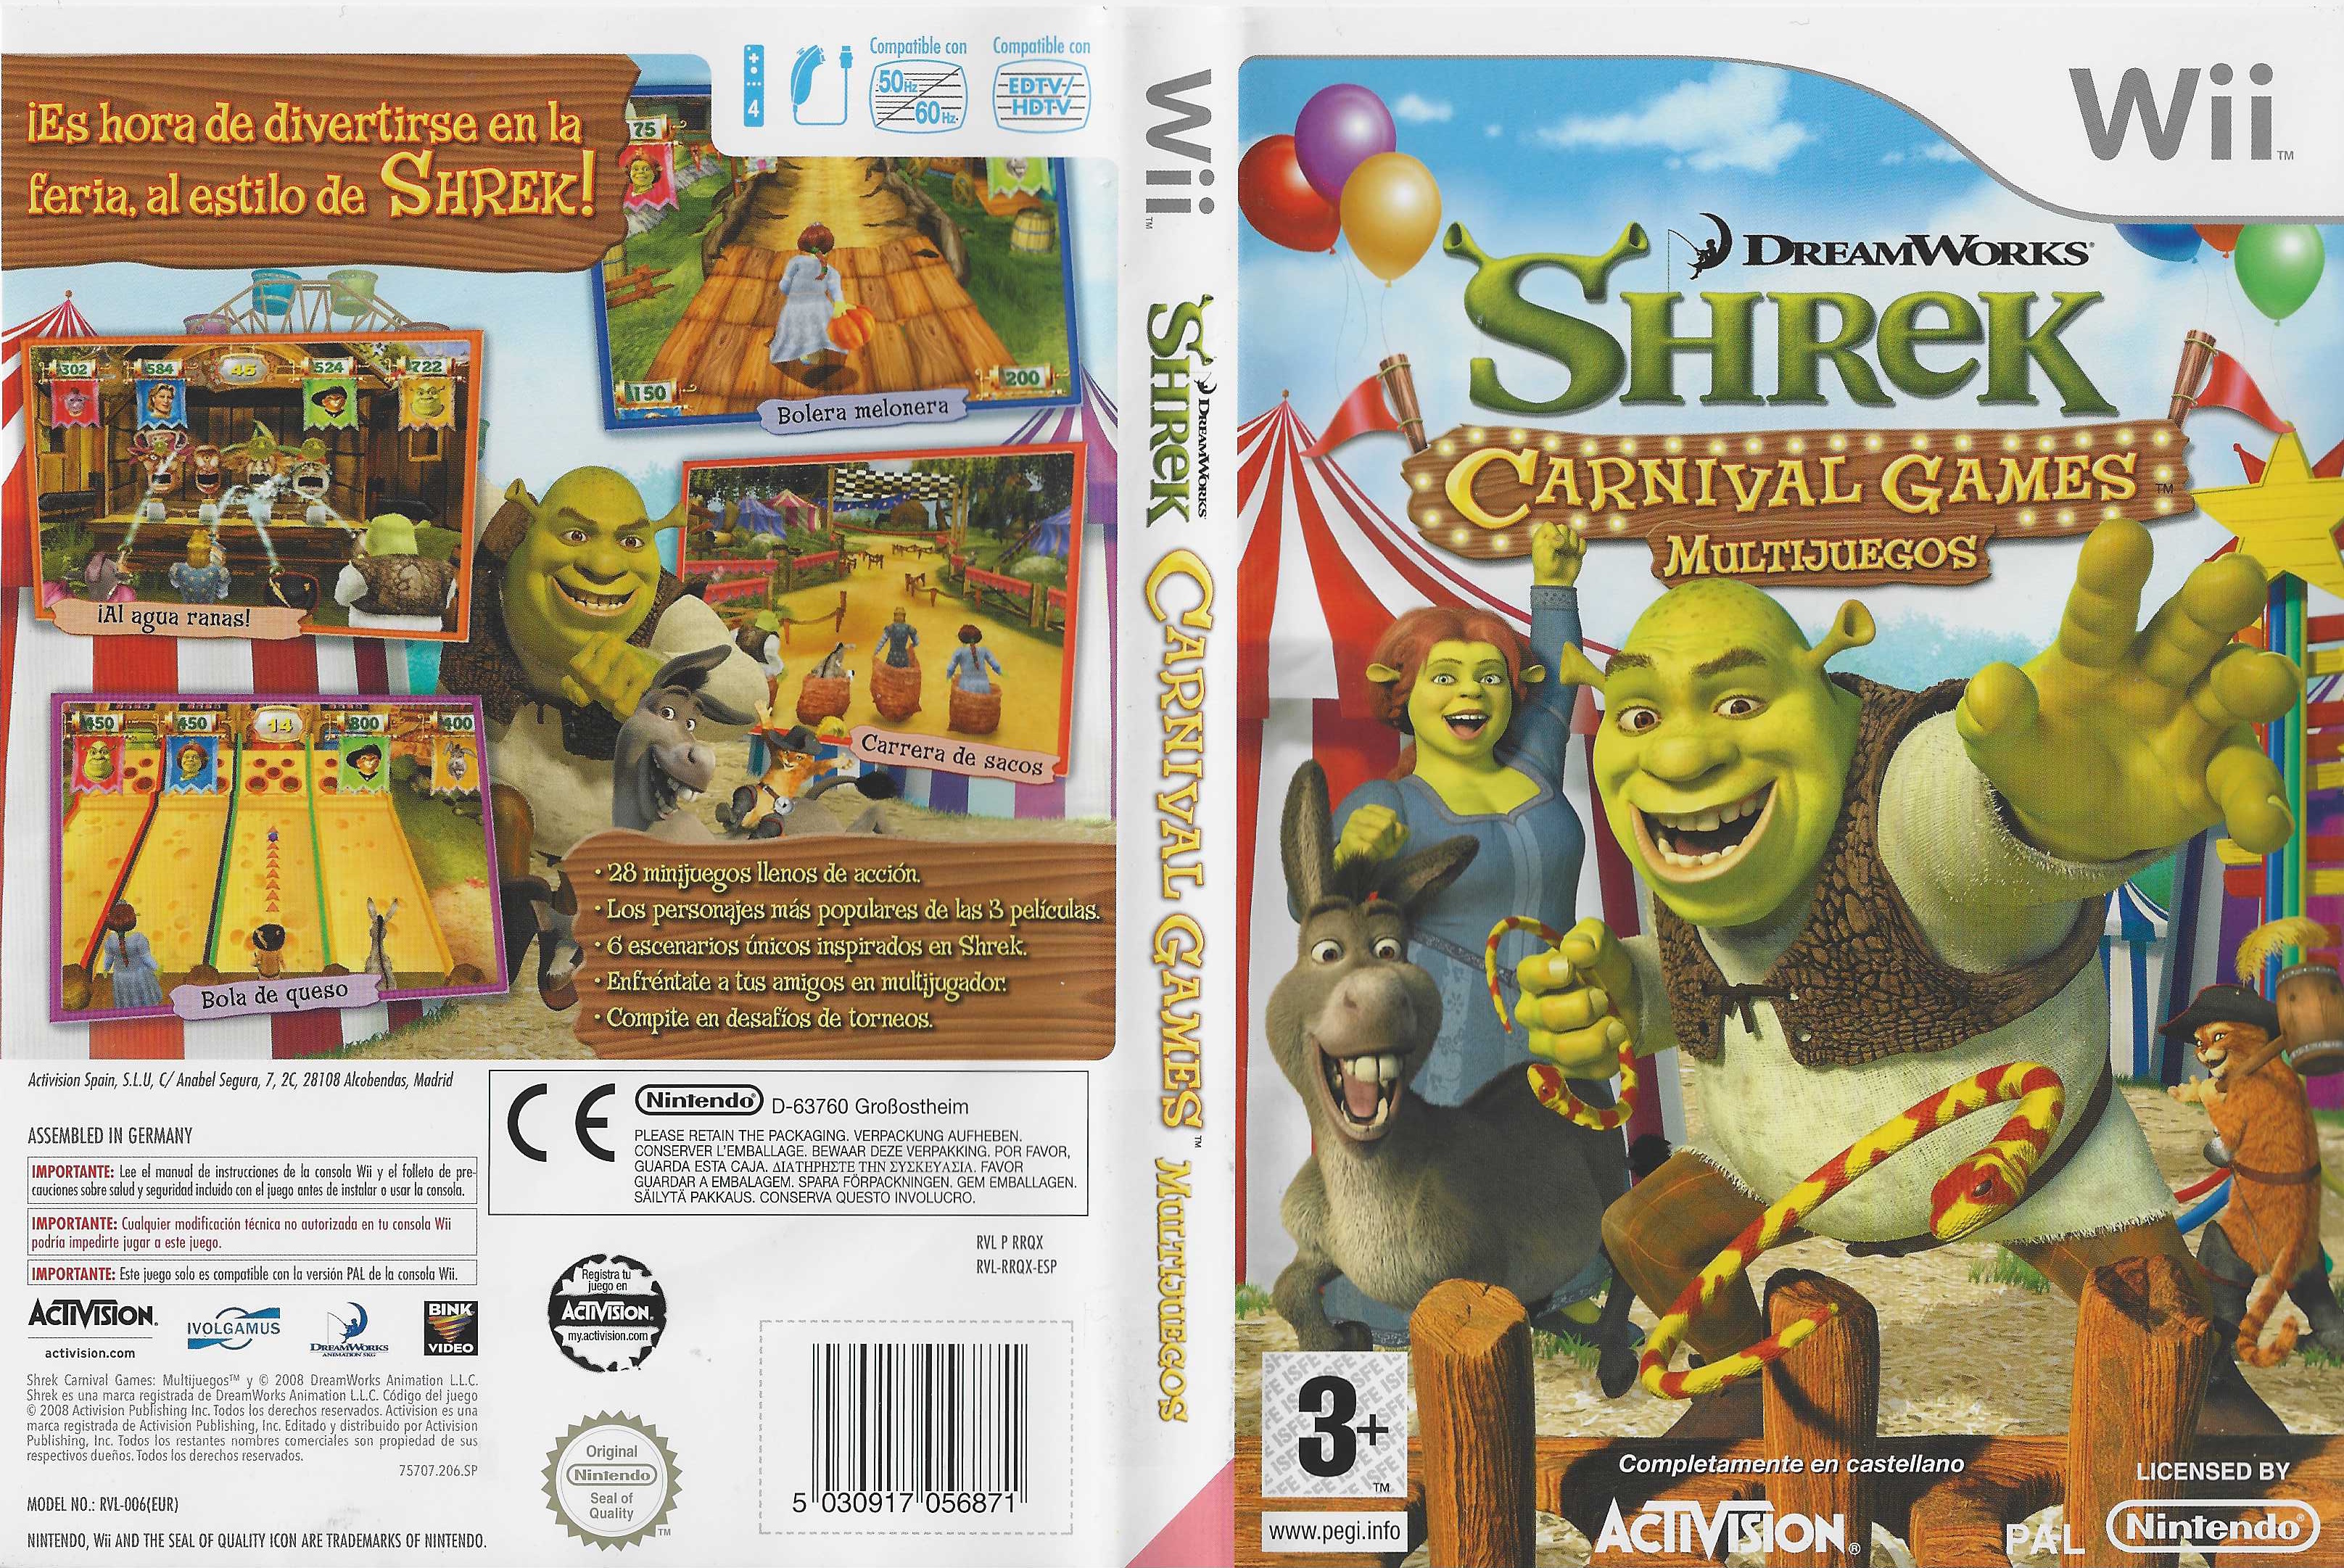 ¡Es hora de divertirse en la
feria, al estilo de SHREK!
4
Compatible con
50Hz
60Hz
Compatible con
EDTV/
HDTV
75
150
200
Bolera melonera
302
584
46
524
722
¡Al agua ranas!
Carrera de sacos
450
450
14
800
400
Bola de queso
• 28 minijuegos llenos de acción.
• Los personajes más populares de las 3 películas.
• 6 escenarios únicos inspirados en Shrek.
• Enfréntate a tus amigos en multijugador.
• Compite en desafíos de torneos.
Activision Spain, S.L.U, C/ Anabel Segura, 7, 2C, 28108 Alcobendas, Madrid
ASSEMBLED IN GERMANY
IMPORTANTE: Lee el manual de instrucciones de la consola Wii y el folleto de pre-
cauciones sobre salud y seguridad incluido con el juego antes de instalar o usar la consola.
IMPORTANTE: Cualquier modificación técnica no autorizada en tu consola Wii
podría impedirte jugar a este juego.
IMPORTANTE: Este juego solo es compatible con la versión PAL de la consola Wii.
ACTIVISION®
activision.com
IVOLGAMUS
DREAMWORKS
ANIMATION SKG
BINK
VIDEO
Shrek Carnival Games: Multijuegos™ y © 2008 DreamWorks Animation L.L.C.
Shrek es una marca registrada de DreamWorks Animation L.L.C. Código del juego
© 2008 Activision Publishing Inc. Todos los derechos reservados. Activision es una
marca registrada de Activision Publishing, Inc. Editado y distribuido por Activision
Publishing, Inc. Todos los restantes nombres comerciales son propiedad de sus
respectivos dueños. Todos los derechos reservados.
75707.206.SP
MODEL NO.: RVL-006(EUR)
NINTENDO, Wii AND THE SEAL OF QUALITY ICON ARE TRADEMARKS OF NINTENDO.
CE
Nintendo® D-63760 Großostheim
PLEASE RETAIN THE PACKAGING. VERPACKUNG AUFHEBEN.
CONSERVER L'EMBALLAGE. BEWAAR DEZE VERPAKKING. POR FAVOR,
GUARDA ESTA CAJA. ΔΙΑΤΗΡΗΣΤΕ ΤΗΝ ΣΥΣΚΕΥΑΣΙΑ. FAVOR
GUARDAR A EMBALAGEM. SPARA FÖRPACKNINGEN. GEM EMBALLAGEN.
SÄILYTÄ PAKKAUS. CONSERVA QUESTO INVOLUCRO.
RVL P RRQX
RVL-RRQX-ESP
Registra tu
juego en
ACTIVISION®
my.activision.com
Original
Nintendo®
Seal of
Quality
TM
5 030917 056871
Wii™
DREAMWORKS
SHREK CARNIVAL GAMES™ MULTIJUEGOS
Wii™
DREAMWORKS®
SHREK
CARNIVAL GAMES™
MULTIJUEGOS
3+
™
www.pegi.info
Completamente en castellano
ACTIVISION®
PAL
LICENSED BY
Nintendo®